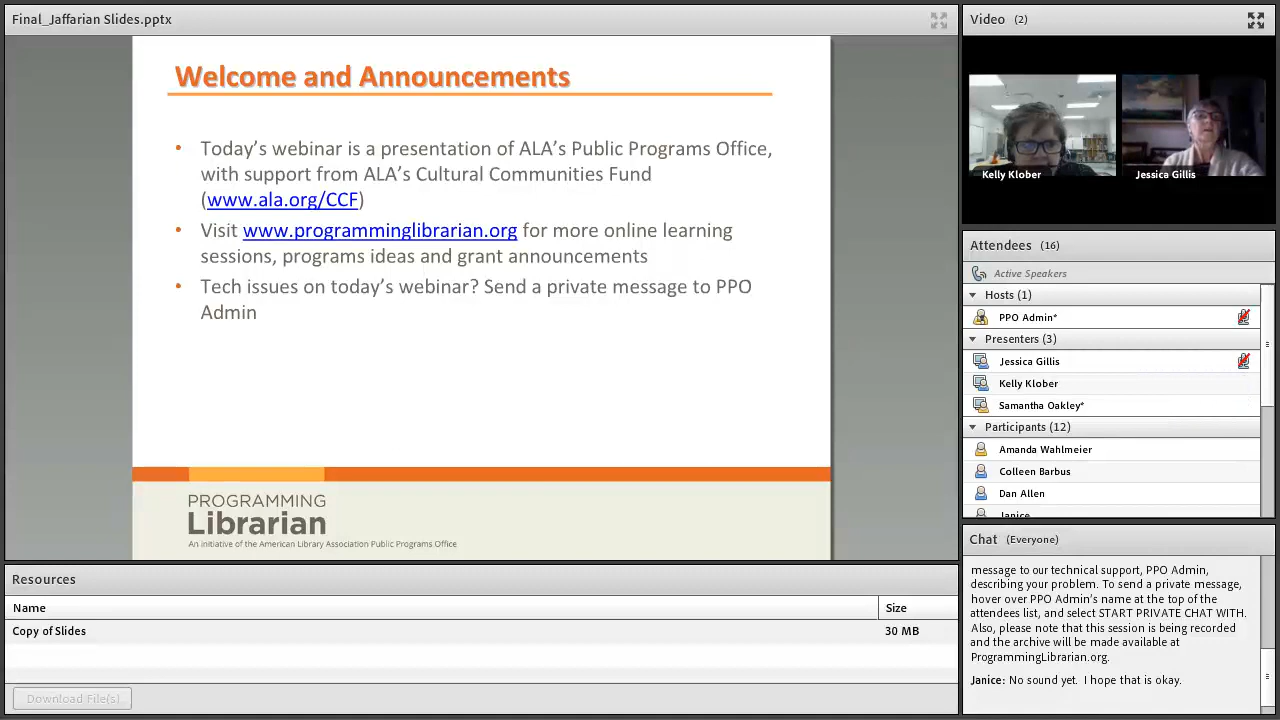 Final_Jaffarian Slides.pptx
Welcome and Announcements
• Today’s webinar is a presentation of ALA’s Public Programs Office,
with support from ALA’s Cultural Communities Fund
(www.ala.org/CCF)
• Visit www.programminglibrarian.org for more online learning
sessions, programs ideas and grant announcements
• Tech issues on today’s webinar? Send a private message to PPO
Admin
PROGRAMMING
Librarian
An initiative of the American Library Association Public Programs Office
Resources
Name Size
Copy of Slides 30 MB
Download File(s)
Video (2)
Kelly Klober Jessica Gillis
Attendees (16)
Active Speakers
Hosts (1)
PPO Admin*
Presenters (3)
Jessica Gillis
Kelly Klober
Samantha Oakley*
Participants (12)
Amanda Wahlmeier
Colleen Barbus
Dan Allen
Janice
Chat (Everyone)
message to our technical support, PPO Admin,
describing your problem. To send a private message,
hover over PPO Admin’s name at the top of the
attendees list, and select START PRIVATE CHAT WITH.
Also, please note that this session is being recorded
and the archive will be made available at
ProgrammingLibrarian.org.
Janice: No sound yet. I hope that is okay.